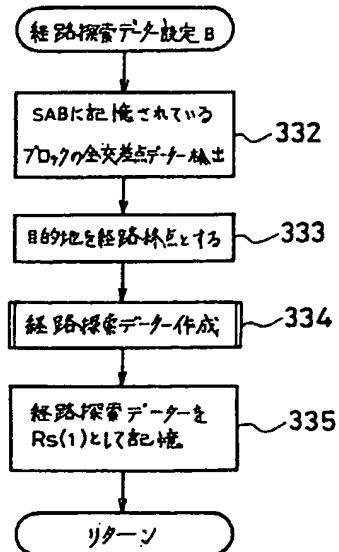 経路探索データー設定 B
SABに記憶されている
ブロックの全交差点データー検出
332
目的地を経路終点とする
333
経路探索データー作成
334
経路探索データーを
Rs(1)として記憶
335
リターン